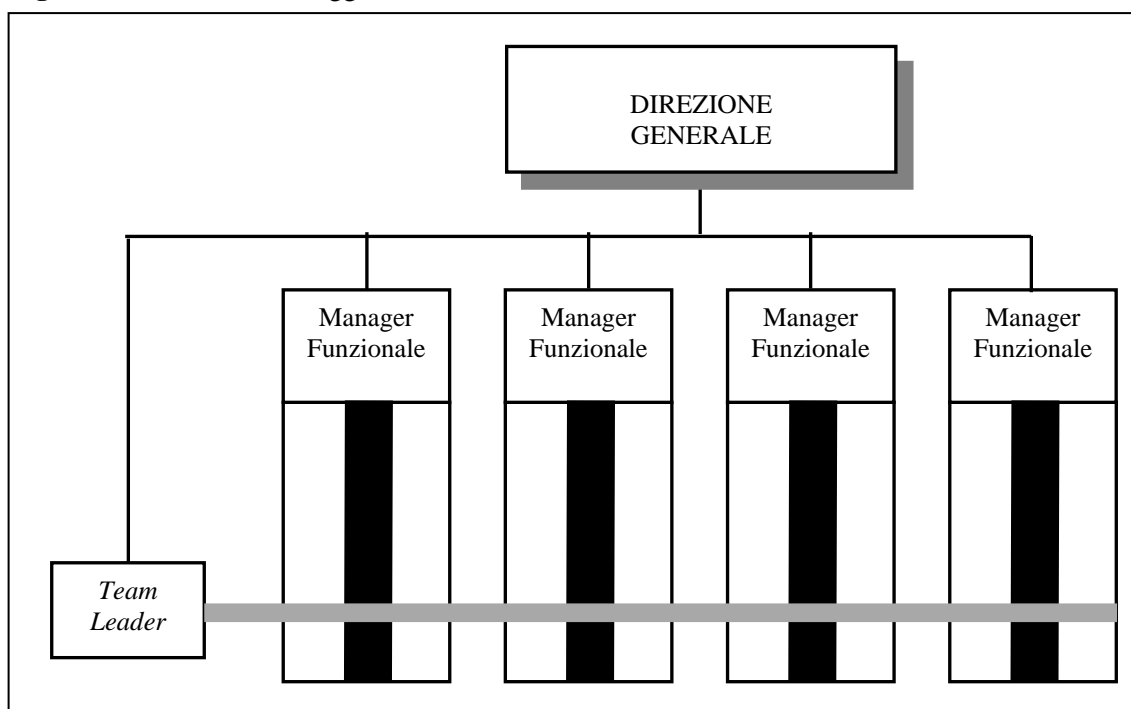 DIREZIONE
GENERALE
Manager
Funzionale
Manager
Funzionale
Manager
Funzionale
Manager
Funzionale
Team
Leader